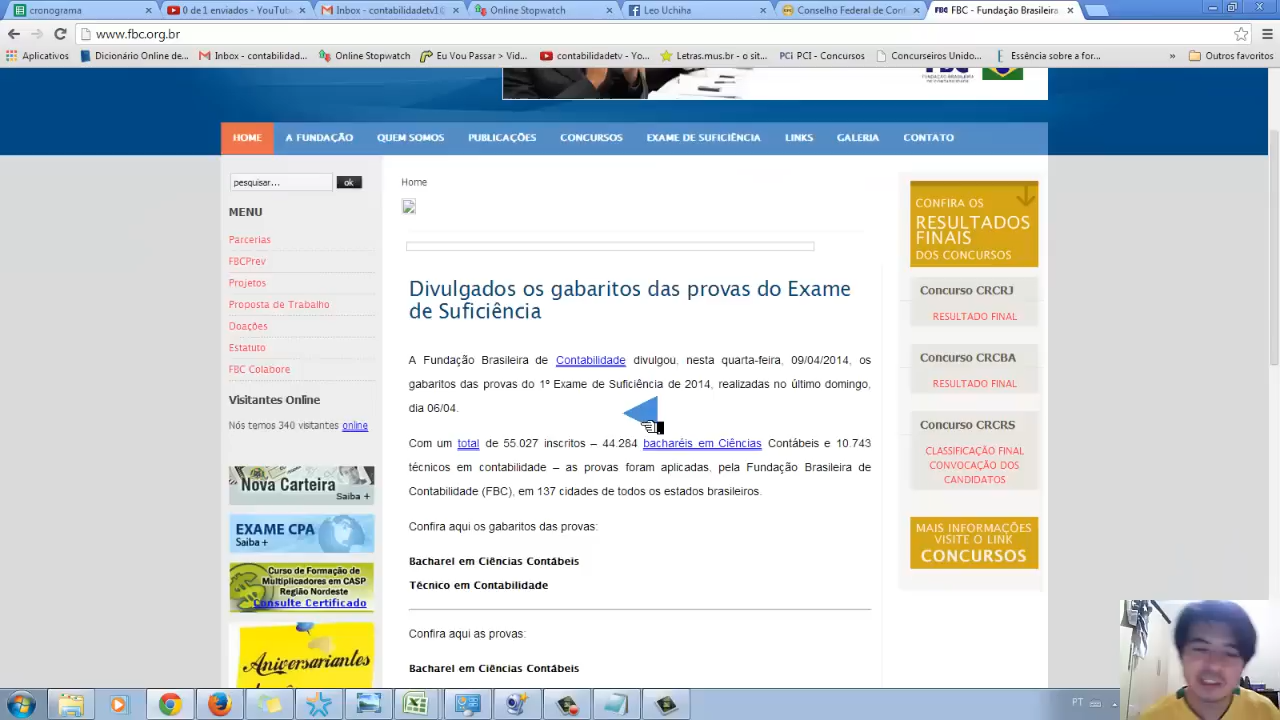 cronograma
0 de 1 enviados - YouTub
Inbox - contabilidadetv1@
Online Stopwatch
Leo Uchiha
Conselho Federal de Cont
FBC - Fundação Brasileira
www.fbc.org.br
Aplicativos
Dicionário Online de...
Inbox - contabilidad...
Online Stopwatch
Eu Vou Passar > Vid...
contabilidadetv - Yo...
Letras.mus.br - o sit...
PCi PCI - Concursos
Concurseiros Unido...
Essência sobre a for...
»
Outros favoritos
HOME
A FUNDAÇÃO
QUEM SOMOS
PUBLICAÇÕES
CONCURSOS
EXAME DE SUFICIÊNCIA
LINKS
GALERIA
CONTATO
pesquisar...
ok
MENU
Parcerias
FBCPrev
Projetos
Proposta de Trabalho
Doações
Estatuto
FBC Colabore
Visitantes Online
Nós temos 340 visitantes online
Nova Carteira
Saiba +
EXAME CPA
Saiba +
Curso de Formação de
Multiplicadores em CASP
Região Nordeste
Consulte Certificado
Aniversariantes
Home
Divulgados os gabaritos das provas do Exame
de Suficiência
A Fundação Brasileira de Contabilidade divulgou, nesta quarta-feira, 09/04/2014, os
gabaritos das provas do 1º Exame de Suficiência de 2014, realizadas no último domingo,
dia 06/04.
Com um total de 55.027 inscritos – 44.284 bacharéis em Ciências Contábeis e 10.743
técnicos em contabilidade – as provas foram aplicadas, pela Fundação Brasileira de
Contabilidade (FBC), em 137 cidades de todos os estados brasileiros.
Confira aqui os gabaritos das provas:
Bacharel em Ciências Contábeis
Técnico em Contabilidade
Confira aqui as provas:
Bacharel em Ciências Contábeis
CONFIRA OS
RESULTADOS
FINAIS
DOS CONCURSOS
Concurso CRCRJ
RESULTADO FINAL
Concurso CRCBA
RESULTADO FINAL
Concurso CRCRS
CLASSIFICAÇÃO FINAL
CONVOCAÇÃO DOS
CANDIDATOS
MAIS INFORMAÇÕES
VISITE O LINK
CONCURSOS
PT